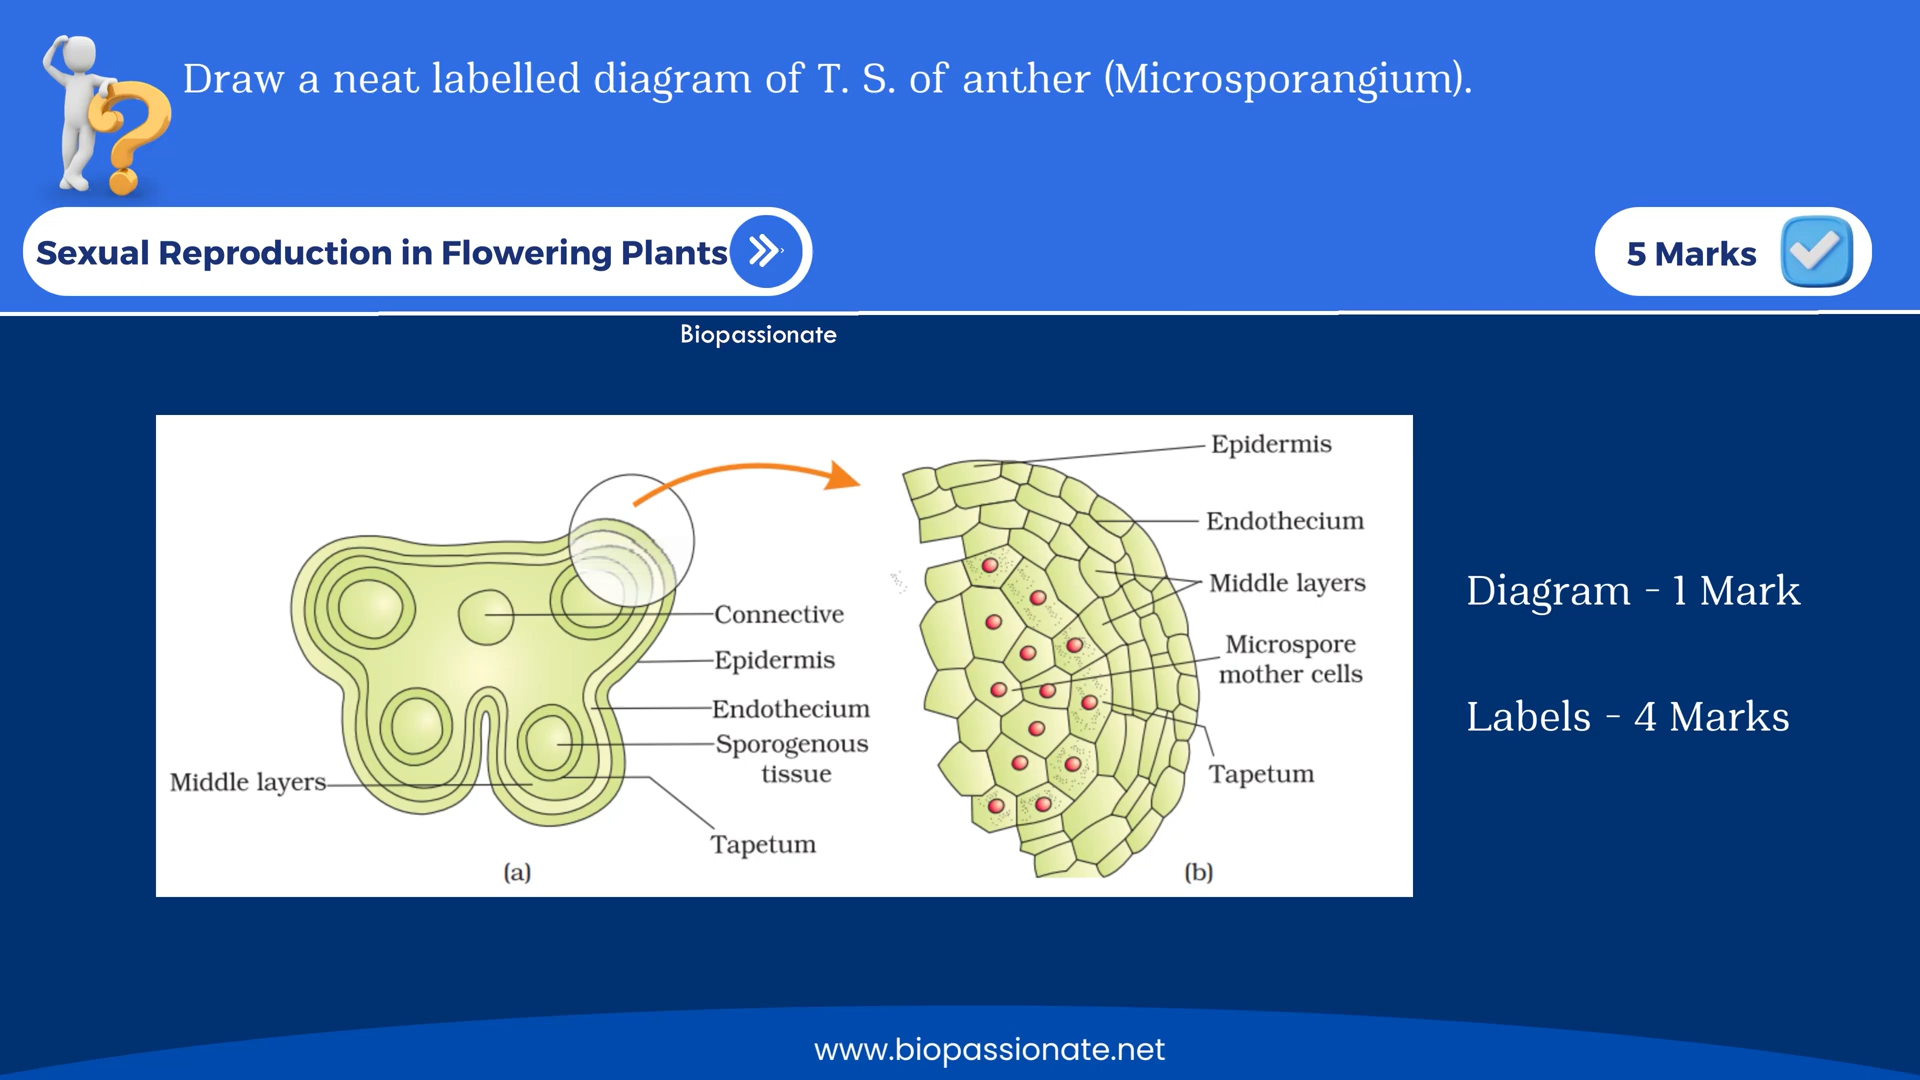 Draw a neat labelled diagram of T. S. of anther (Microsporangium).
Sexual Reproduction in Flowering Plants
5 Marks
Biopassionate
Connective
Epidermis
Endothecium
Sporogenous
tissue
Middle layers
Tapetum
(a)
Epidermis
Endothecium
Middle layers
Microspore
mother cells
Tapetum
(b)
Diagram - 1 Mark
Labels - 4 Marks
www.biopassionate.net